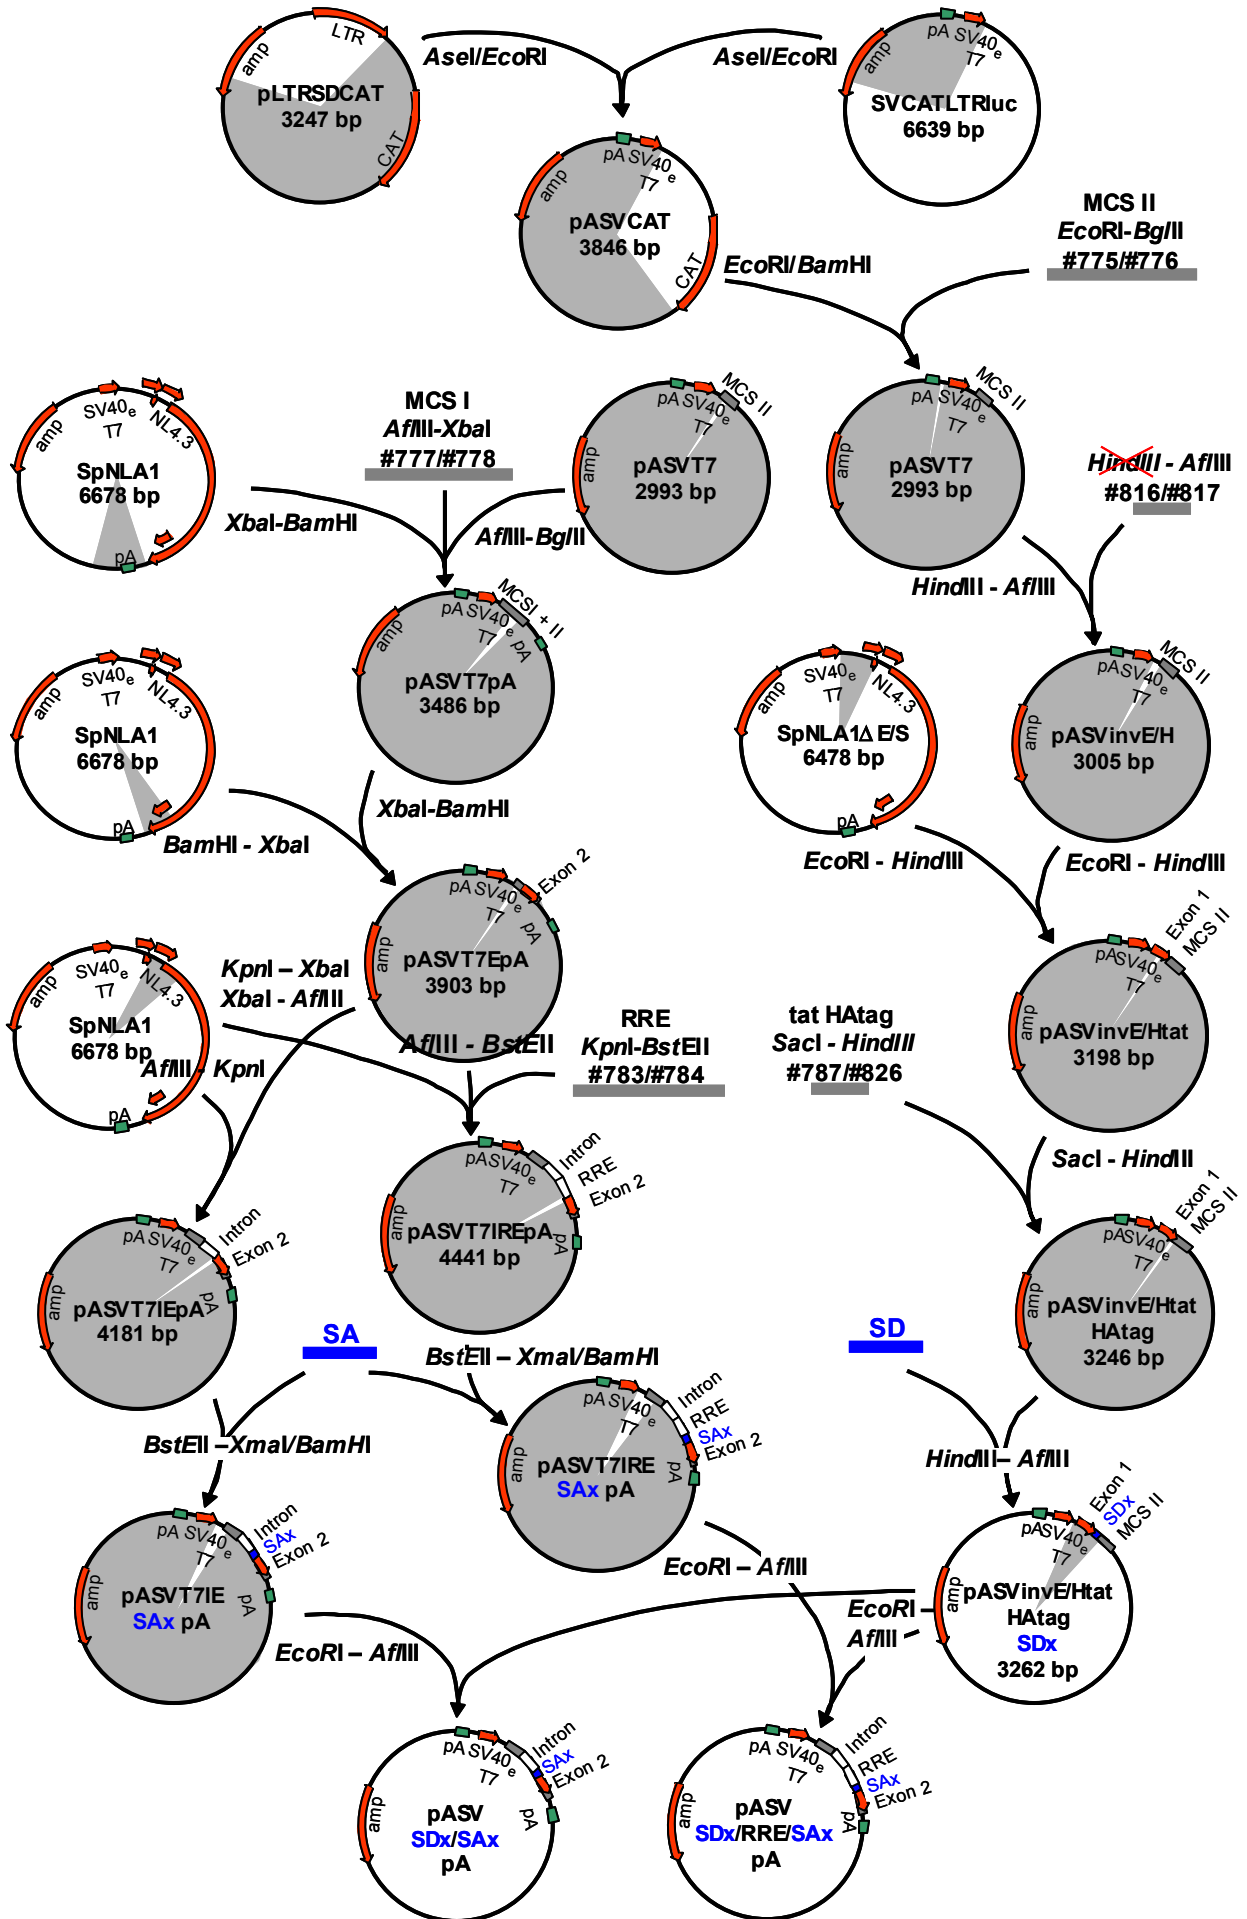 LTR
amp
pLTRSDCAT
3247 bp
CAT
AseI/EcoRI
AseI/EcoRI
pA SV40e
T7
amp
SVCATLTRluc
6639 bp
pA SV40e
T7
amp
pASVCAT
3846 bp
CAT
EcoRI/BamHI
MCS II
EcoRI-BglII
#775/#776
SV40e
T7
NL4.3
amp
SpNLA1
6678 bp
pA
XbaI-BamHI
MCS I
AflIII-XbaI
#777/#778
pA SV40e
T7
MCS II
amp
pASVT7
2993 bp
AflIII-BglII
pA SV40e
T7
MCS II
amp
pASVT7
2993 bp
HindIII - AflIII
#816/#817
HindIII - AflIII
pA SV40e
T7
MCSI + II
pA
amp
pASVT7pA
3486 bp
XbaI-BamHI
SV40e
T7
NL4.3
amp
SpNLA1
6678 bp
pA
BamHI - XbaI
SV40e
T7
NL4.3
amp
SpNLA1Δ E/S
6478 bp
pA
EcoRI - HindIII
pASV40e
T7
MCS II
amp
pASVinvE/H
3005 bp
EcoRI - HindIII
pA SV40e
T7
Exon 2
pA
amp
pASVT7EpA
3903 bp
SV40e
T7
NL4.3
amp
SpNLA1
6678 bp
pA
KpnI – XbaI
XbaI - AflIII
AflIII - KpnI
AflIII - BstEII
RRE
KpnI-BstEII
#783/#784
tat HAtag
SacI - HindIII
#787/#826
pASV40e
T7
Exon 1
MCS II
amp
pASVinvE/Htat
3198 bp
SacI - HindIII
pASV40e
T7
Intron
RRE
Exon 2
pA
amp
pASVT7IREpA
4441 bp
pA SV40e
T7
Intron
Exon 2
pA
amp
pASVT7IEpA
4181 bp
pASV40e
T7
Exon 1
MCS II
amp
pASVinvE/Htat
HAtag
3246 bp
SA
SD
BstEII – XmaI/BamHI
BstEII – XmaI/BamHI
HindIII – AflIII
pA SV40e
T7
Intron
RRE
SAx
Exon 2
pA
amp
pASVT7IRE
SAx pA
EcoRI – AflIII
pA SV40e
T7
Intron
SAx
Exon 2
pA
amp
pASVT7IE
SAx pA
EcoRI – AflIII
pASV40e
T7
Exon 1
SDx
MCS II
amp
pASVinvE/Htat
HAtag
SDx
3262 bp
EcoRI –
AflIII
pA SV40e
T7
Intron
SAx
Exon 2
pA
amp
pASV
SDx/SAx
pA
pA SV40e
T7
Intron
RRE
SAx
Exon 2
pA
amp
pASV
SDx/RRE/SAx
pA